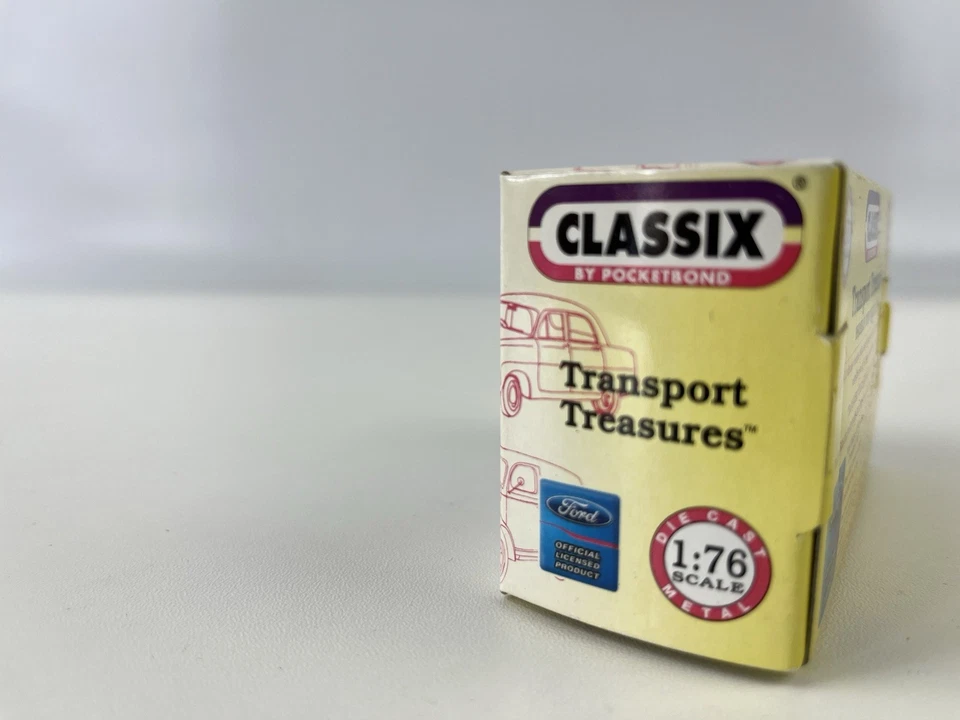 CLASSIX®
BY POCKETBOND
Transport
Treasures™
Ford
OFFICIAL
LICENSED
PRODUCT
DIE CAST
1:76
SCALE
METAL